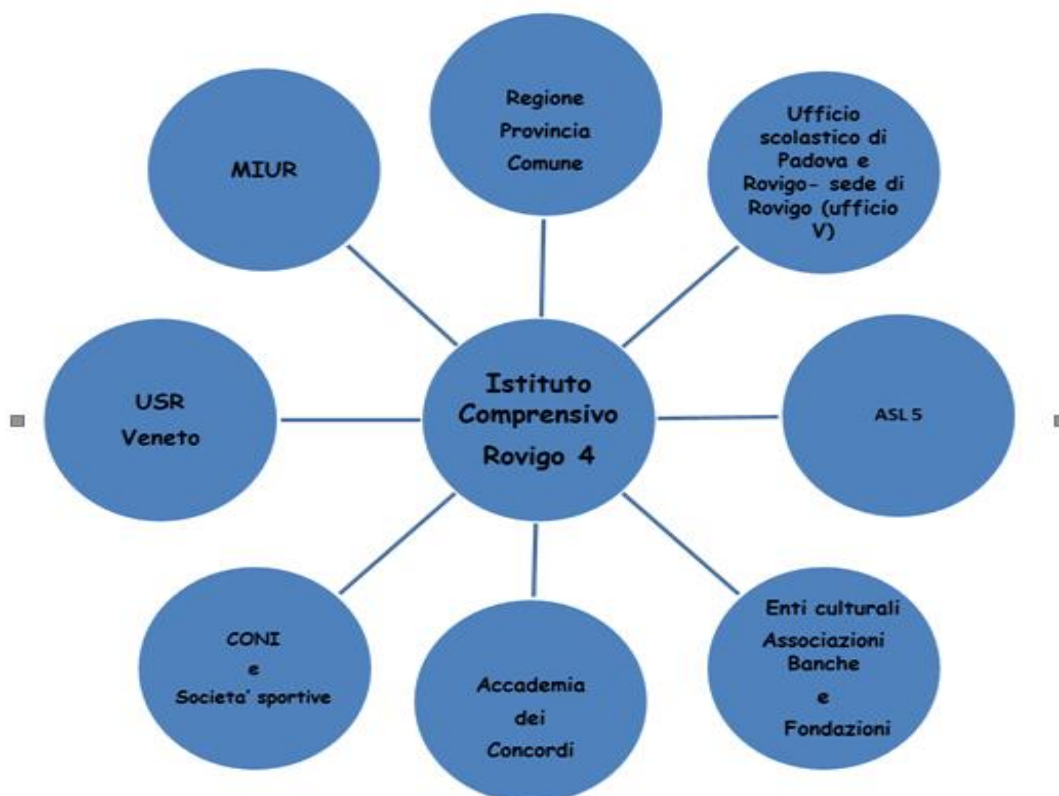 Regione
Provincia
Comune
Ufficio
scolastico di
Padova e
Rovigo- sede di
Rovigo (ufficio
V)
MIUR
Istituto
Comprensivo
Rovigo 4
USR
Veneto
ASL 5
CONI
e
Societa' sportive
Accademia
dei
Concordi
Enti culturali
Associazioni
Banche
e
Fondazioni